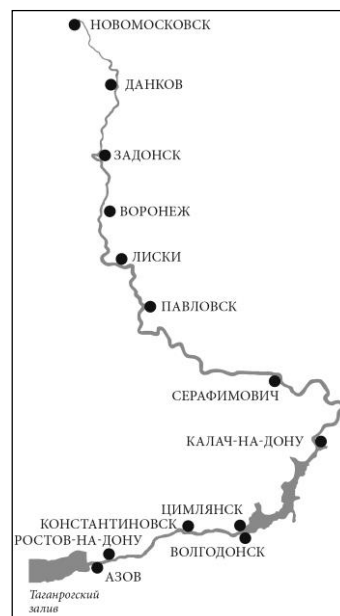 НОВОМОСКОВСК
ДАНКОВ
ЗАДОНСК
ВОРОНЕЖ
ЛИСКИ
ПАВЛОВСК
СЕРАФИМОВИЧ
КАЛАЧ-НА-ДОНУ
ЦИМЛЯНСК
КОНСТАНТИНОВСК
РОСТОВ-НА-ДОНУ
ВОЛГОДОНСК
АЗОВ
Таганрогский
залив